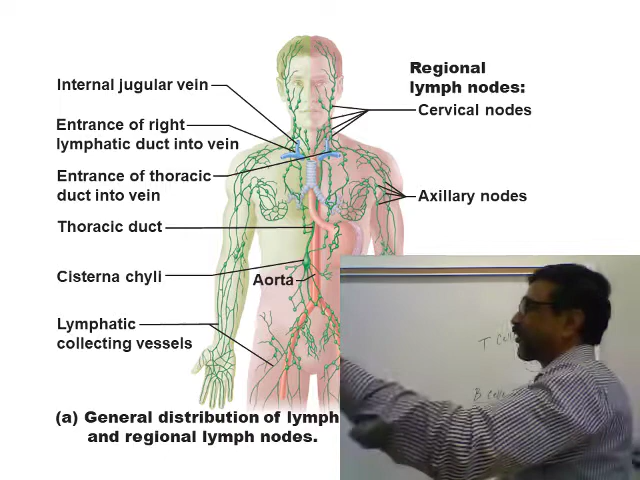 Internal jugular vein
Entrance of right
lymphatic duct into vein
Entrance of thoracic
duct into vein
Thoracic duct
Cisterna chyli
Aorta
Lymphatic
collecting vessels
Regional
lymph nodes:
Cervical nodes
Axillary nodes
(a) General distribution of lymph
and regional lymph nodes.
T Cell
B Cells